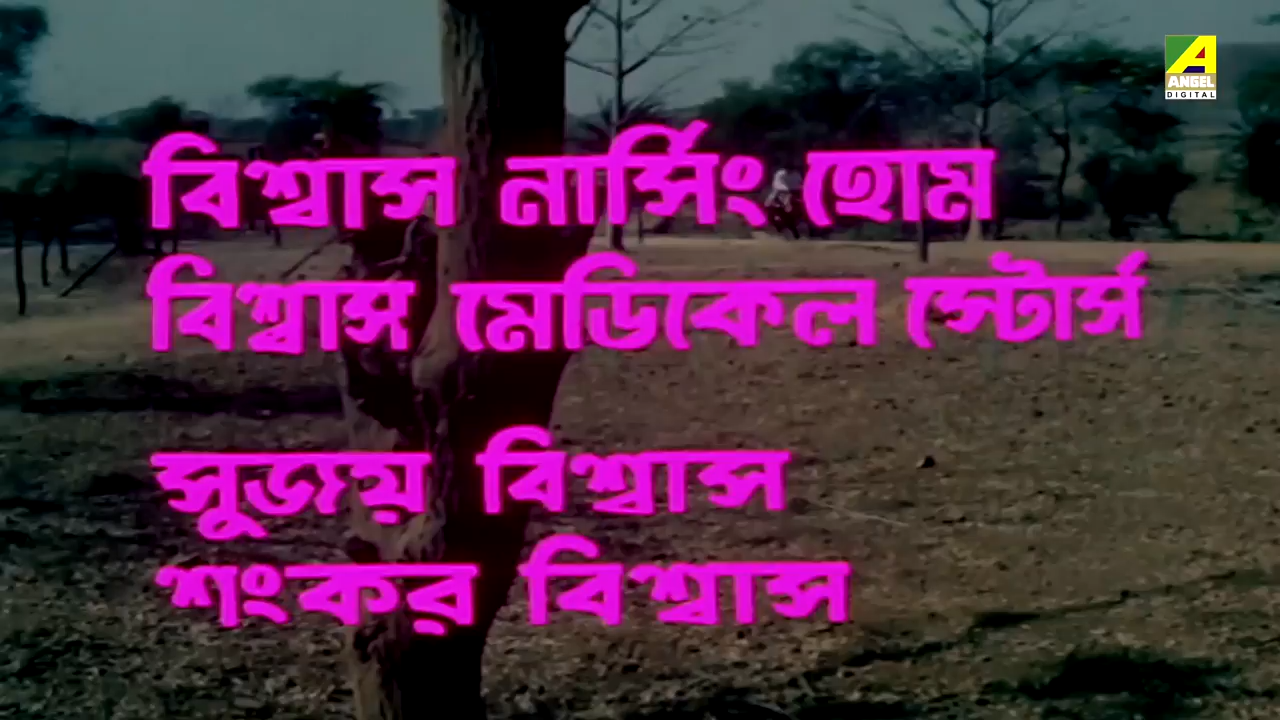 ANGEL
DIGITAL
বিশ্বাস নার্সিং হোম
বিশ্বাস মেডিকেল স্টোর্স
সুজয় বিশ্বাস
শংকর বিশ্বাস